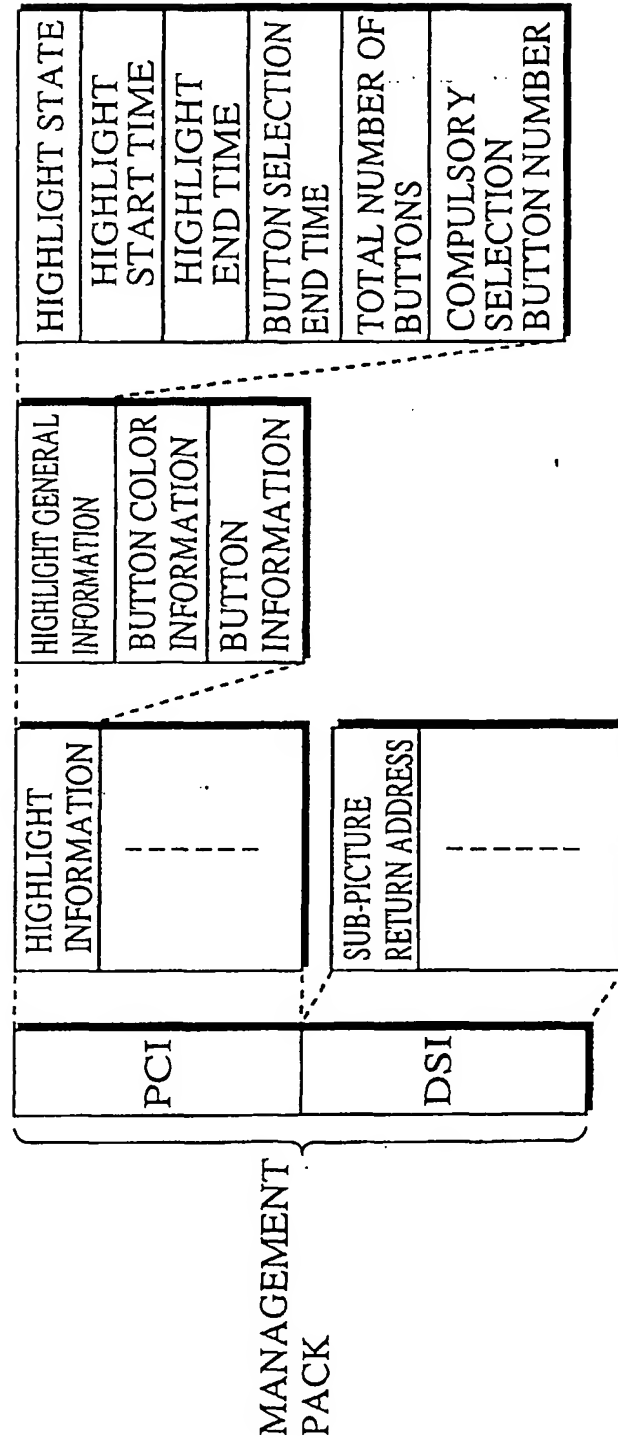 MANAGEMENT
PACK
PCI
DSI
HIGHLIGHT
INFORMATION
SUB-PICTURE
RETURN ADDRESS
HIGHLIGHT GENERAL
INFORMATION
BUTTON COLOR
INFORMATION
BUTTON
INFORMATION
HIGHLIGHT STATE
HIGHLIGHT
START TIME
HIGHLIGHT
END TIME
BUTTON SELECTION
END TIME
TOTAL NUMBER OF
BUTTONS
COMPULSORY
SELECTION
BUTTON NUMBER